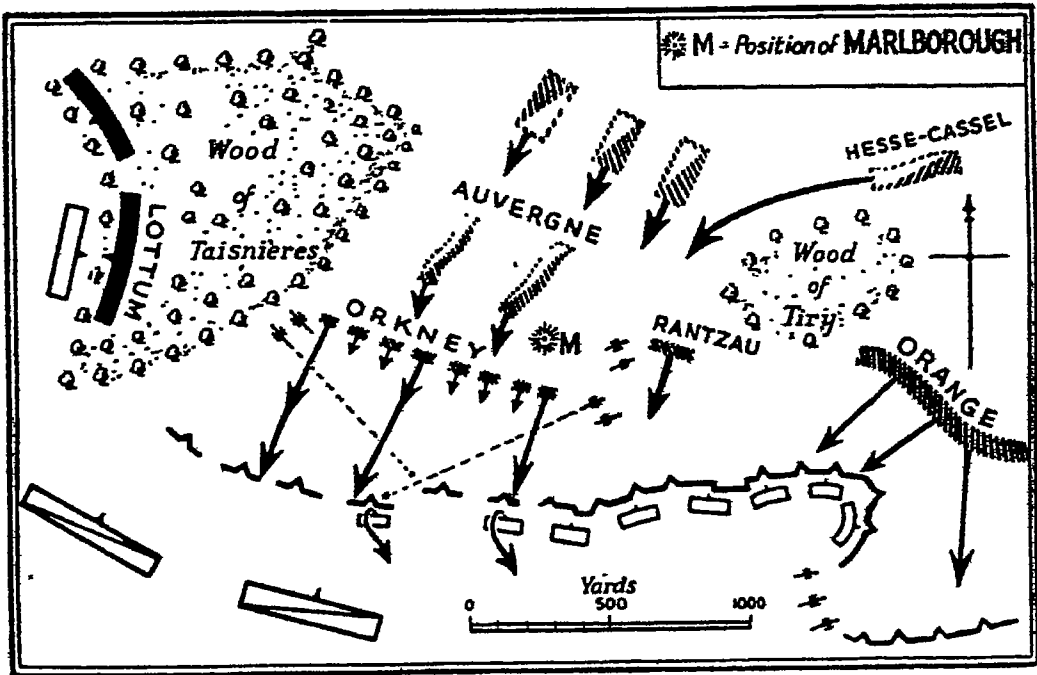 M = Position of MARLBOROUGH
HESSE-CASSEL
Wood
of
Taisnieres
LOTTUM
AUVERGNE
Wood
of
Tiry
ORKNEY
M
RANTZAU
ORANGE
Yards
0 500 1000